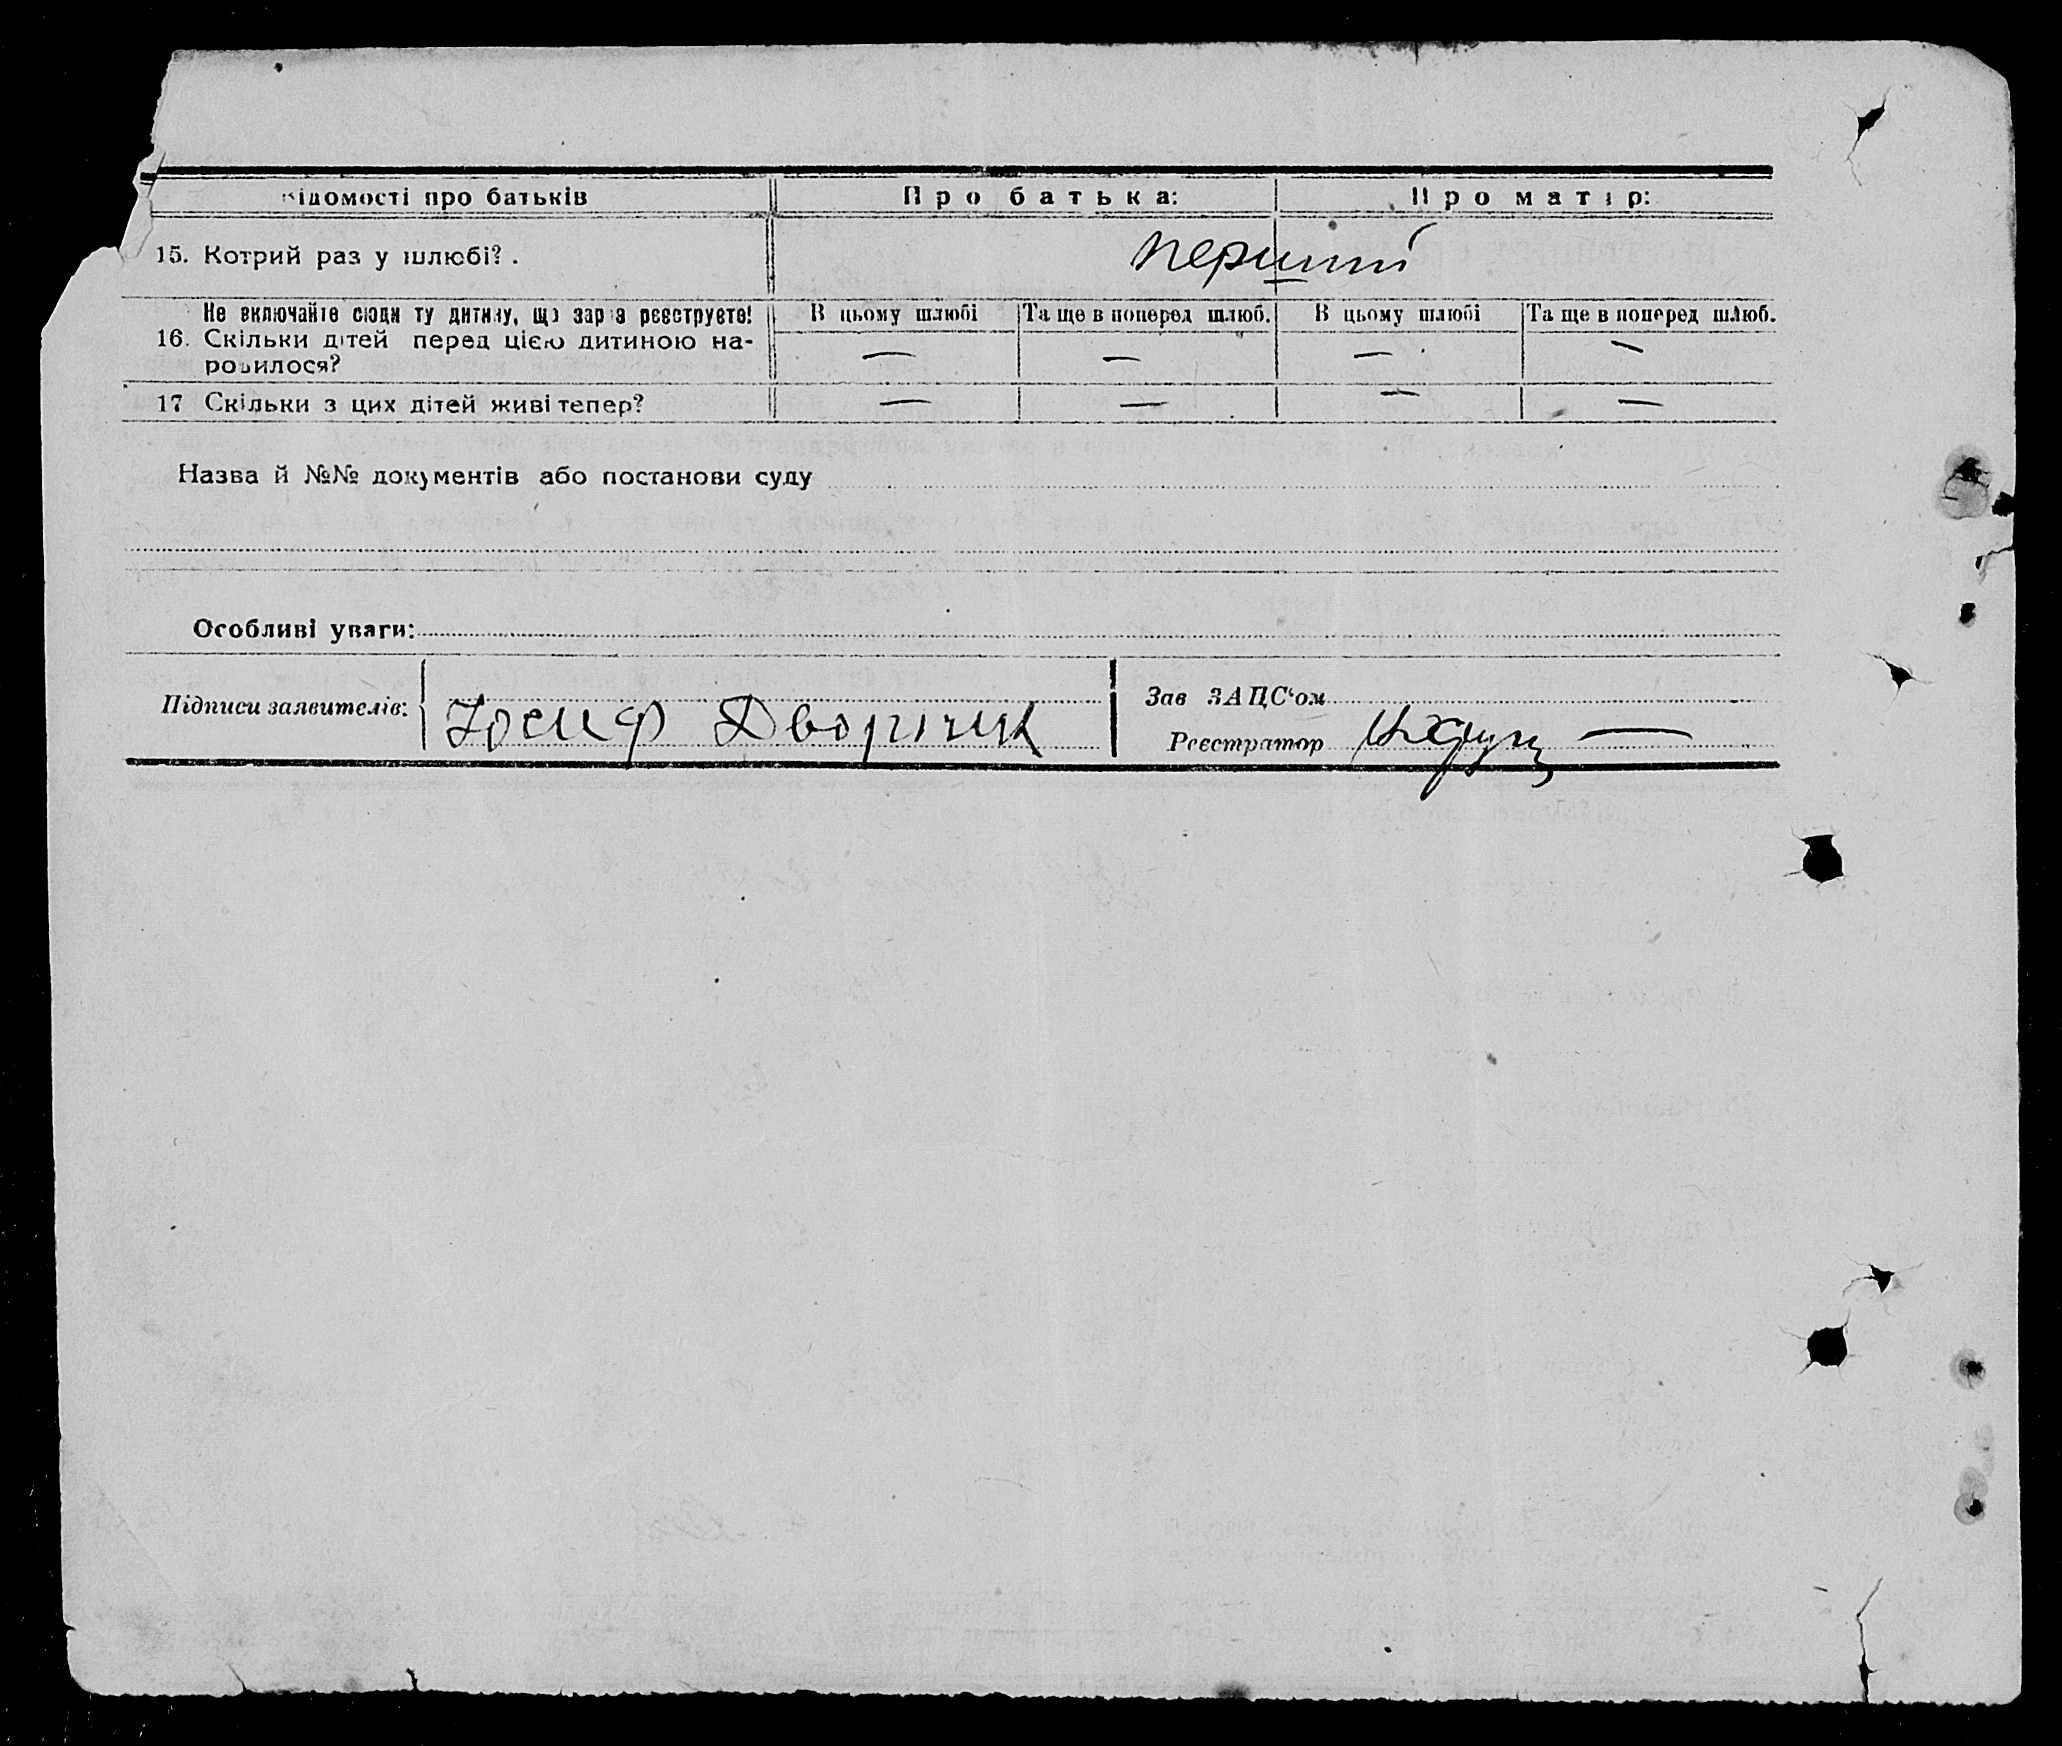 Відомості про батьків Про батька: Про матір:
15. Котрий раз у шлюбі? . перший
Не включайте сюди ту дитину, що зараз реєструєте! В цьому шлюбі Та ще в поперед шлюб. В цьому шлюбі Та ще в поперед шлюб.
16. Скільки дітей перед цією дитиною на-
родилося? — — — —
17 Скільки з цих дітей живі тепер? — — — —
Назва й №№ документів або постанови суду
Особливі уваги:
Підписи заявителів: Йосиф Дворічик
Зав ЗАЦС'ом
Реєстратор